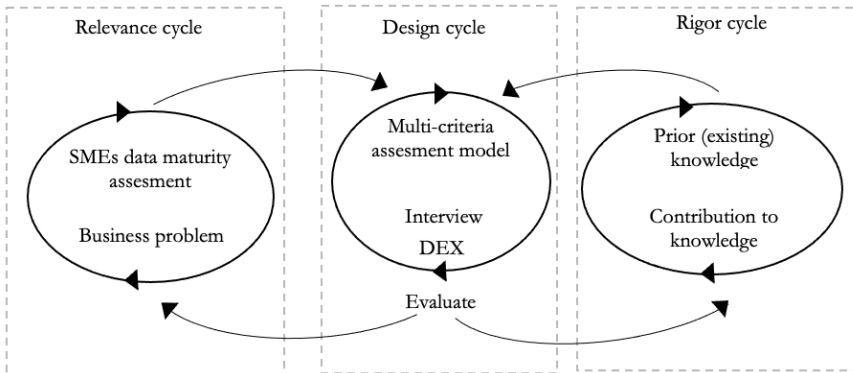 Relevance cycle
Design cycle
Rigor cycle
SMEs data maturity
assesment
Business problem
Multi-criteria
assesment model
Interview
DEX
Evaluate
Prior (existing)
knowledge
Contribution to
knowledge